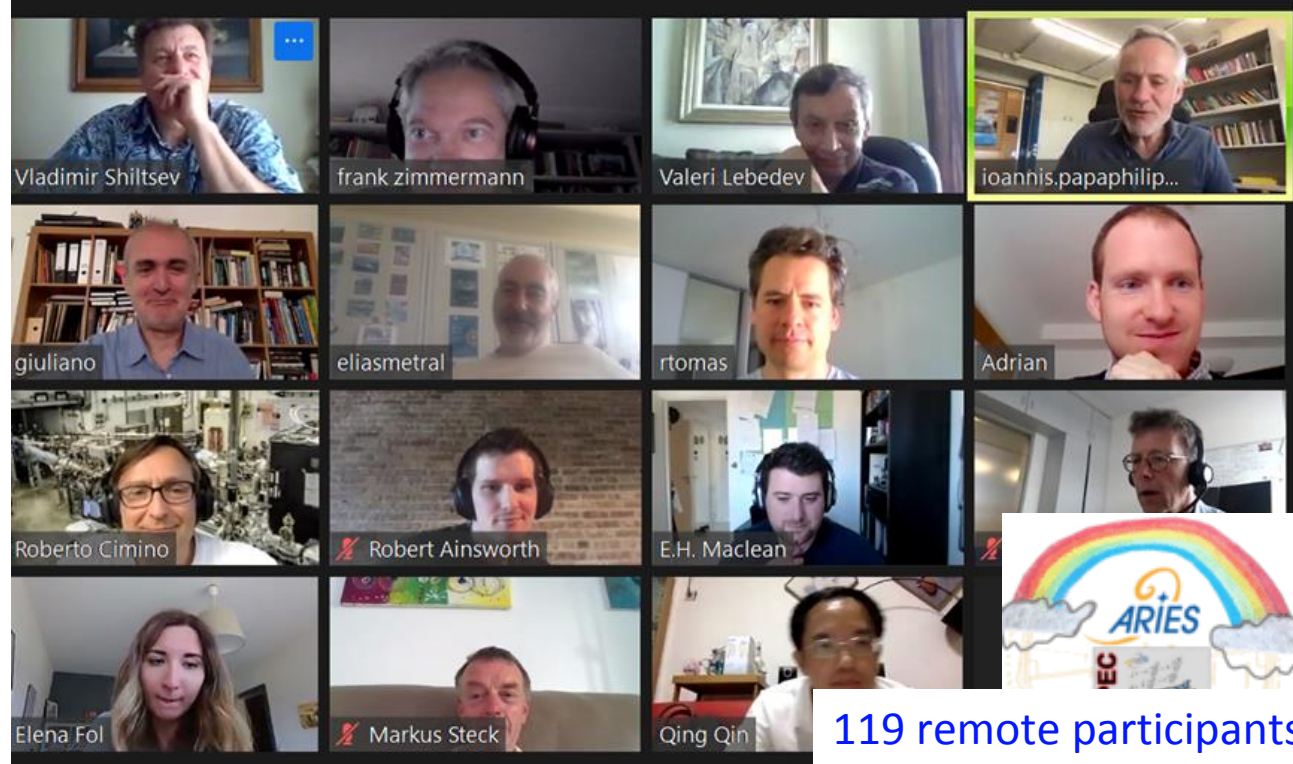 Vladimir Shiltsev
frank zimmermann
Valeri Lebedev
ioannis.papaphilip...
giuliano
eliasmetral
rtomas
Adrian
Roberto Cimino
Robert Ainsworth
E.H. Maclean
ARIES
PEC
Elena Fol
Markus Steck
Qing Qin
119 remote participants